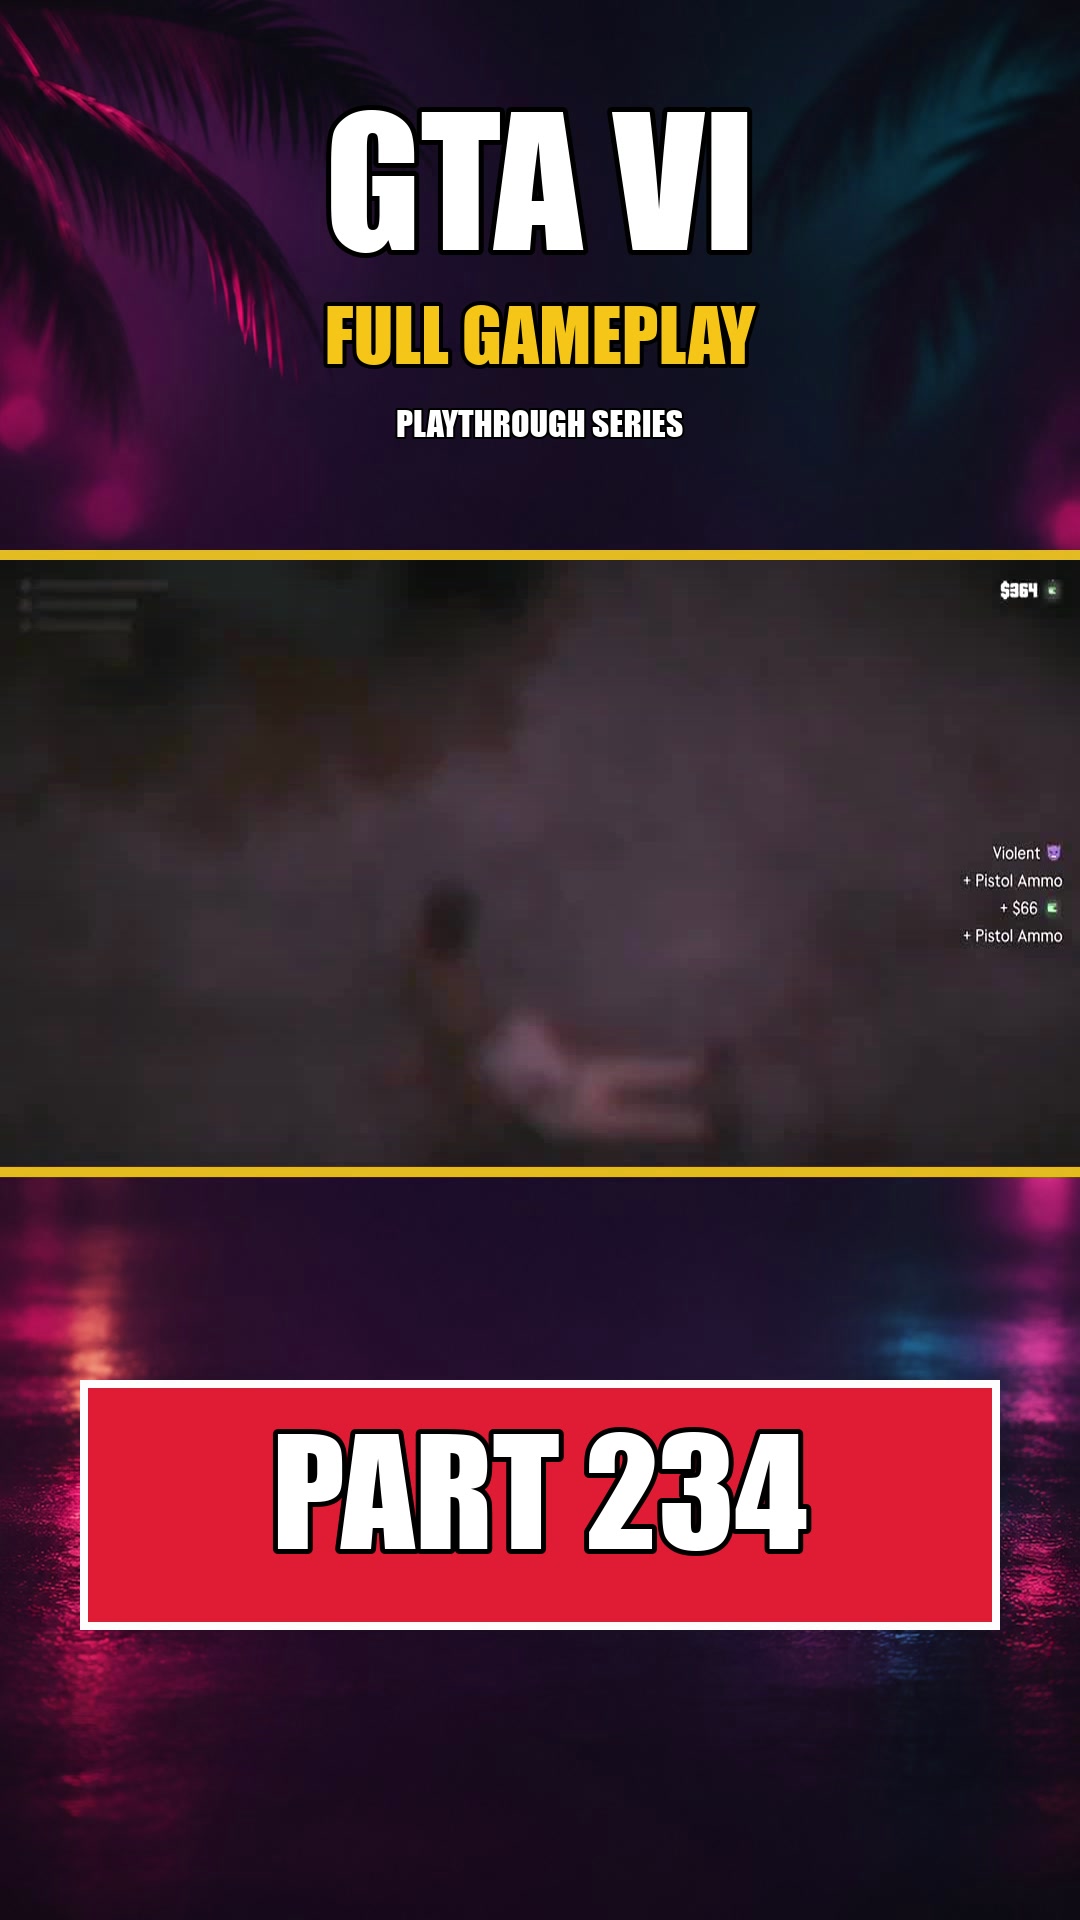 GTA VI
FULL GAMEPLAY
PLAYTHROUGH SERIES
$364
Violent
+ Pistol Ammo
+ $66
+ Pistol Ammo
PART 234